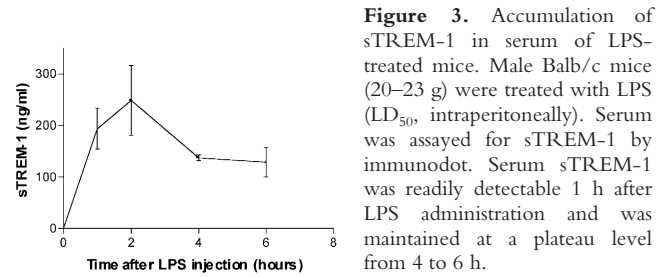 sTREM-1 (ng/ml)
300
200
100
0
0 2 4 6 8
Time after LPS injection (hours)
Figure 3. Accumulation of
sTREM-1 in serum of LPS-
treated mice. Male Balb/c mice
(20–23 g) were treated with LPS
(LD50, intraperitoneally). Serum
was assayed for sTREM-1 by
immunodot. Serum sTREM-1
was readily detectable 1 h after
LPS administration and was
maintained at a plateau level
from 4 to 6 h.